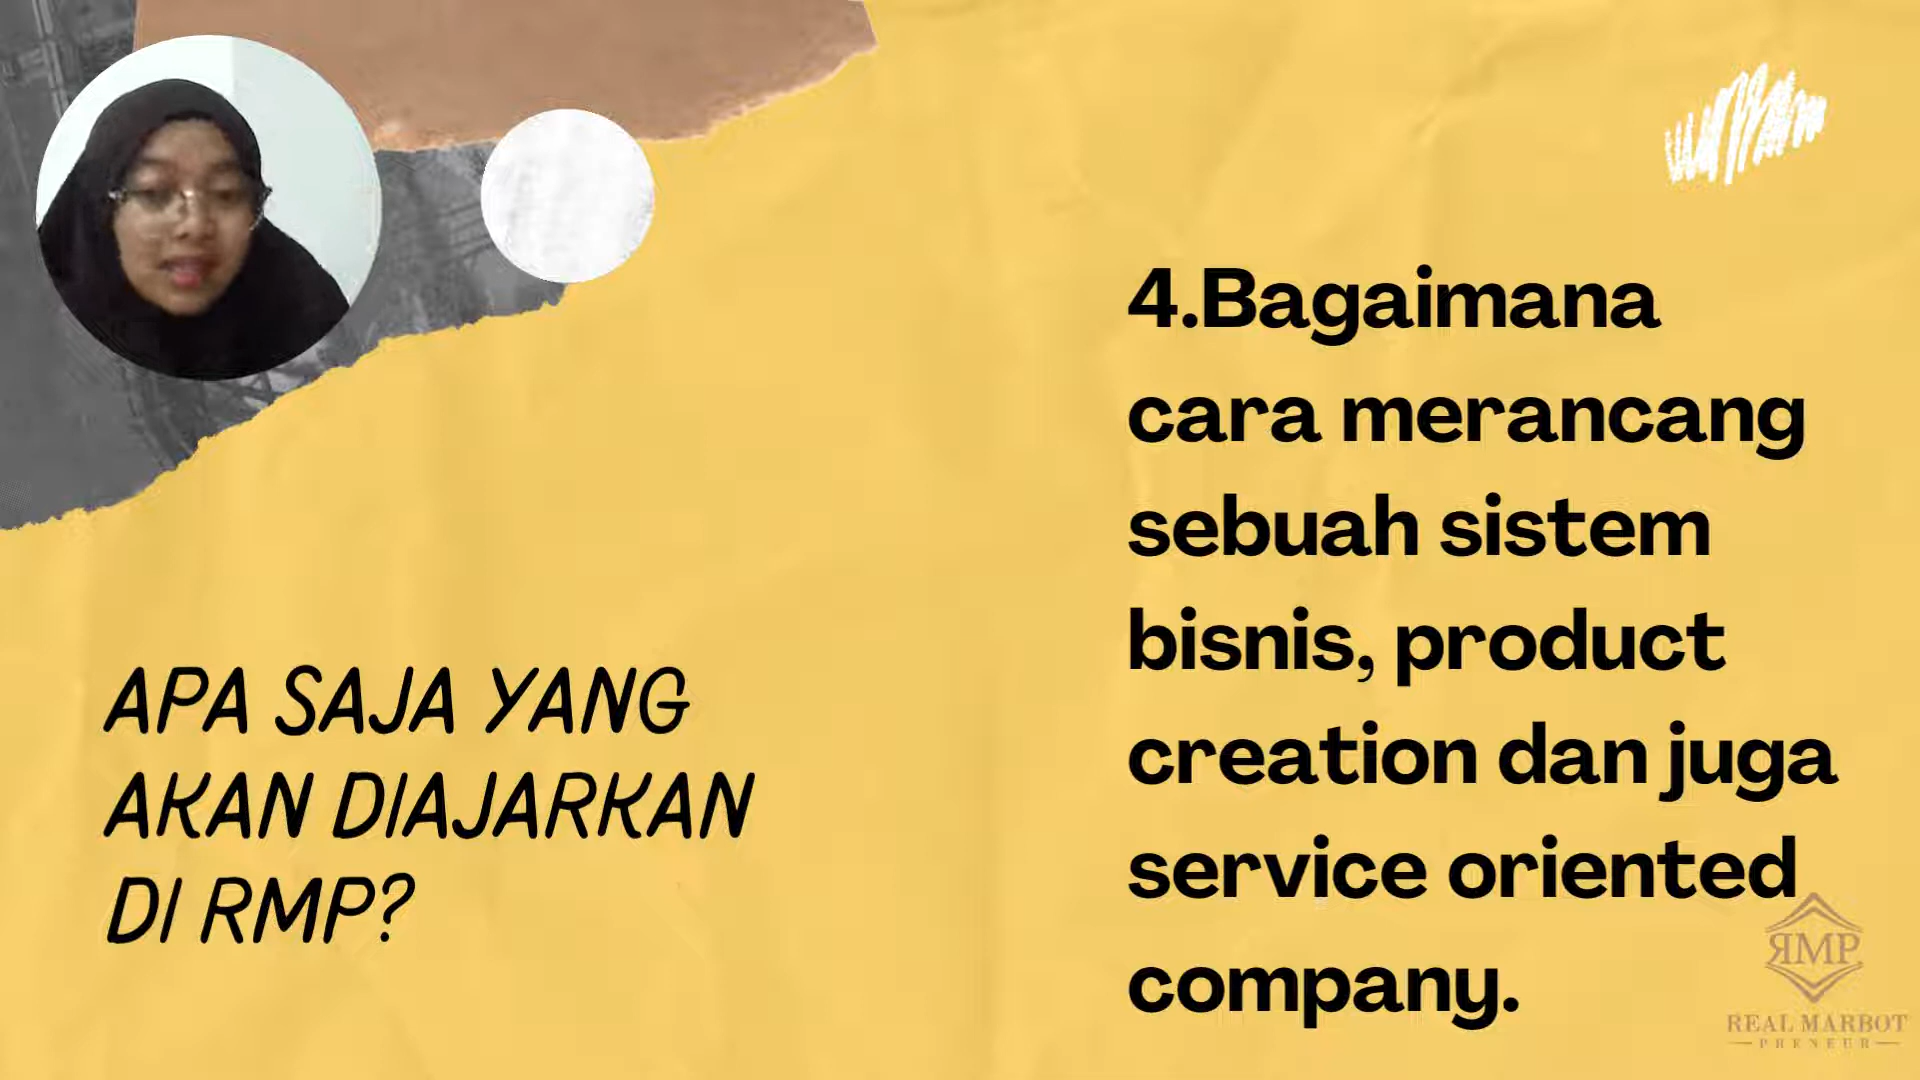 APA SAJA YANG
AKAN DIAJARKAN
DI RMP?
4.Bagaimana
cara merancang
sebuah sistem
bisnis, product
creation dan juga
service oriented
company.
RMP
REAL MARBOT
PRENEUR